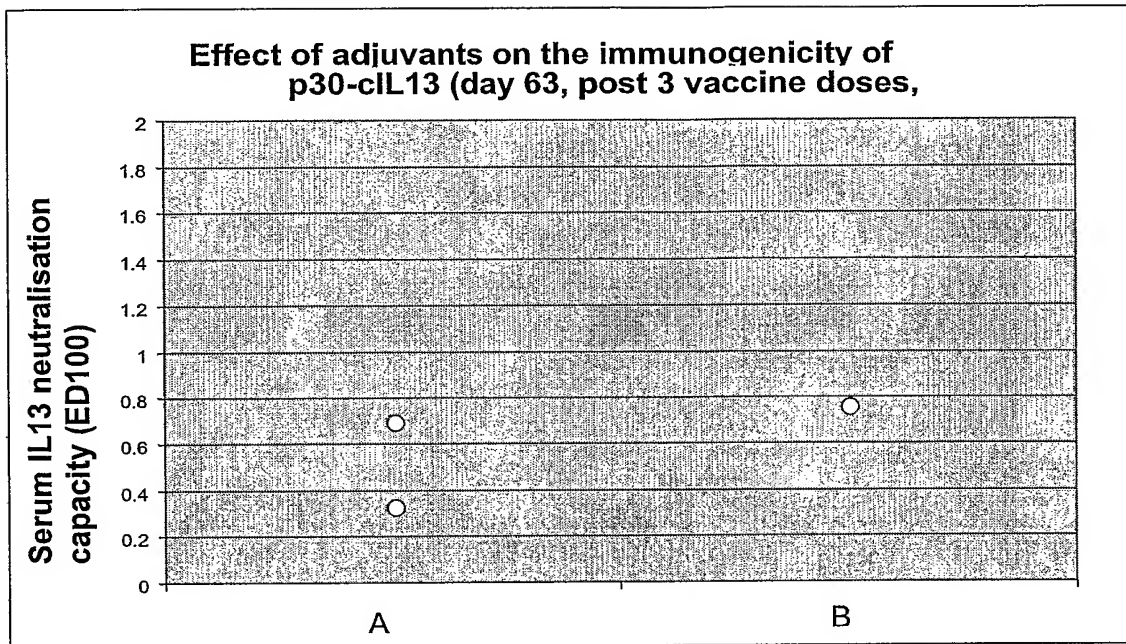 Effect of adjuvants on the immunogenicity of
p30-cIL13 (day 63, post 3 vaccine doses,
2
1.8
1.6
1.4
1.2
1
0.8
0.6
0.4
0.2
0
Serum IL13 neutralisation
capacity (ED100)
A
B